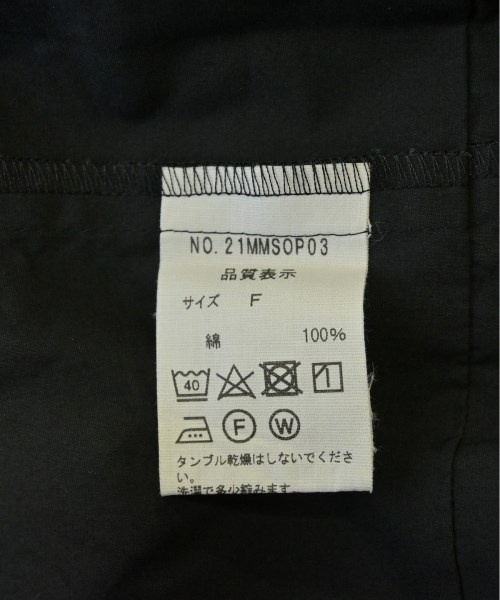 NO.21MMSOP03
品質表示
サイズ F
綿 100%
40
F W
タンブル乾燥はしないでくださ
い。
洗濯で多少縮みます